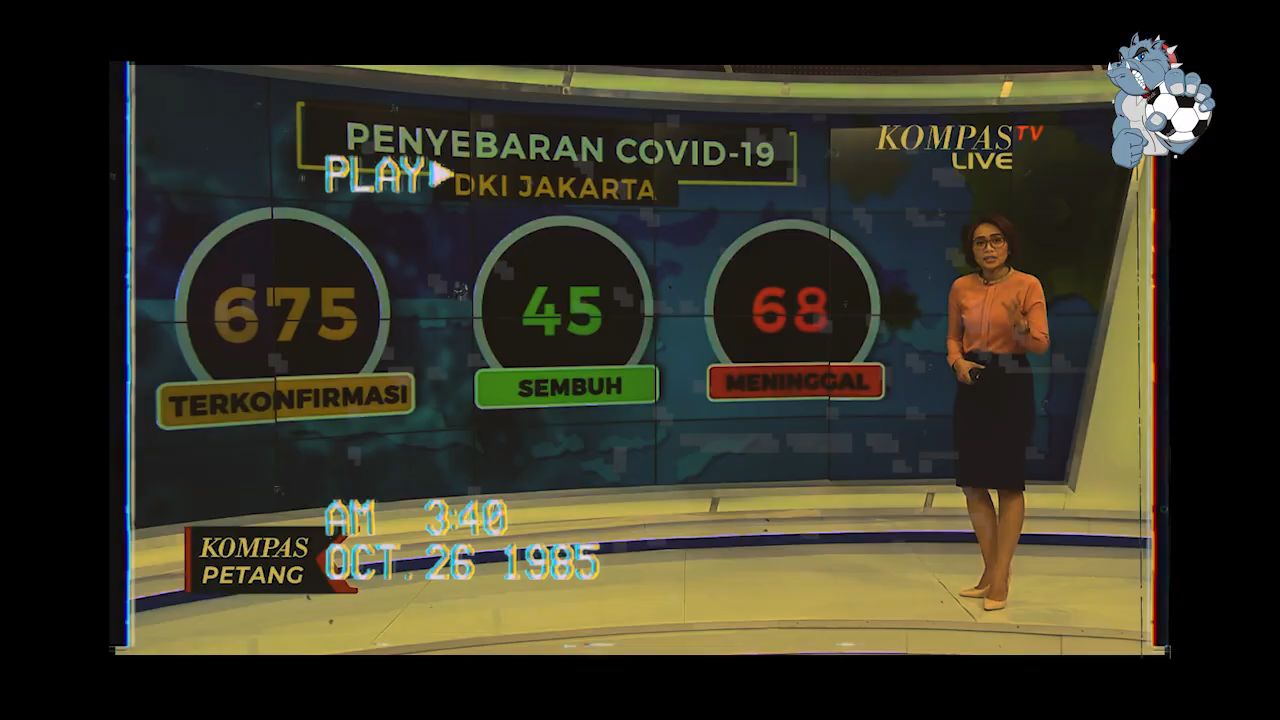 PENYEBARAN COVID-19
KOMPAS TV
LIVE
PLAY
DKI JAKARTA
675
45
68
TERKONFIRMASI
SEMBUH
MENINGGAL
AM 3:40
OCT. 26 1985
KOMPAS
PETANG